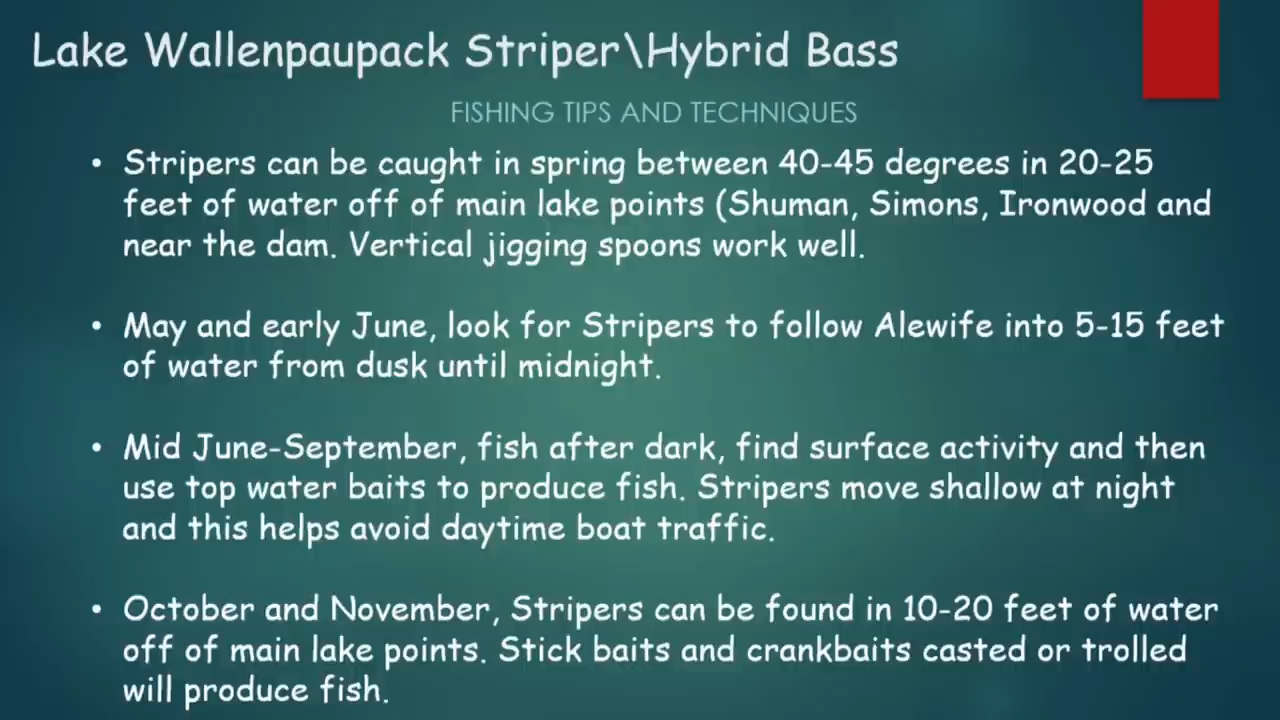 Lake Wallenpaupack Striper\Hybrid Bass
FISHING TIPS AND TECHNIQUES
• Stripers can be caught in spring between 40-45 degrees in 20-25
feet of water off of main lake points (Shuman, Simons, Ironwood and
near the dam. Vertical jigging spoons work well.
• May and early June, look for Stripers to follow Alewife into 5-15 feet
of water from dusk until midnight.
• Mid June-September, fish after dark, find surface activity and then
use top water baits to produce fish. Stripers move shallow at night
and this helps avoid daytime boat traffic.
• October and November, Stripers can be found in 10-20 feet of water
off of main lake points. Stick baits and crankbaits casted or trolled
will produce fish.